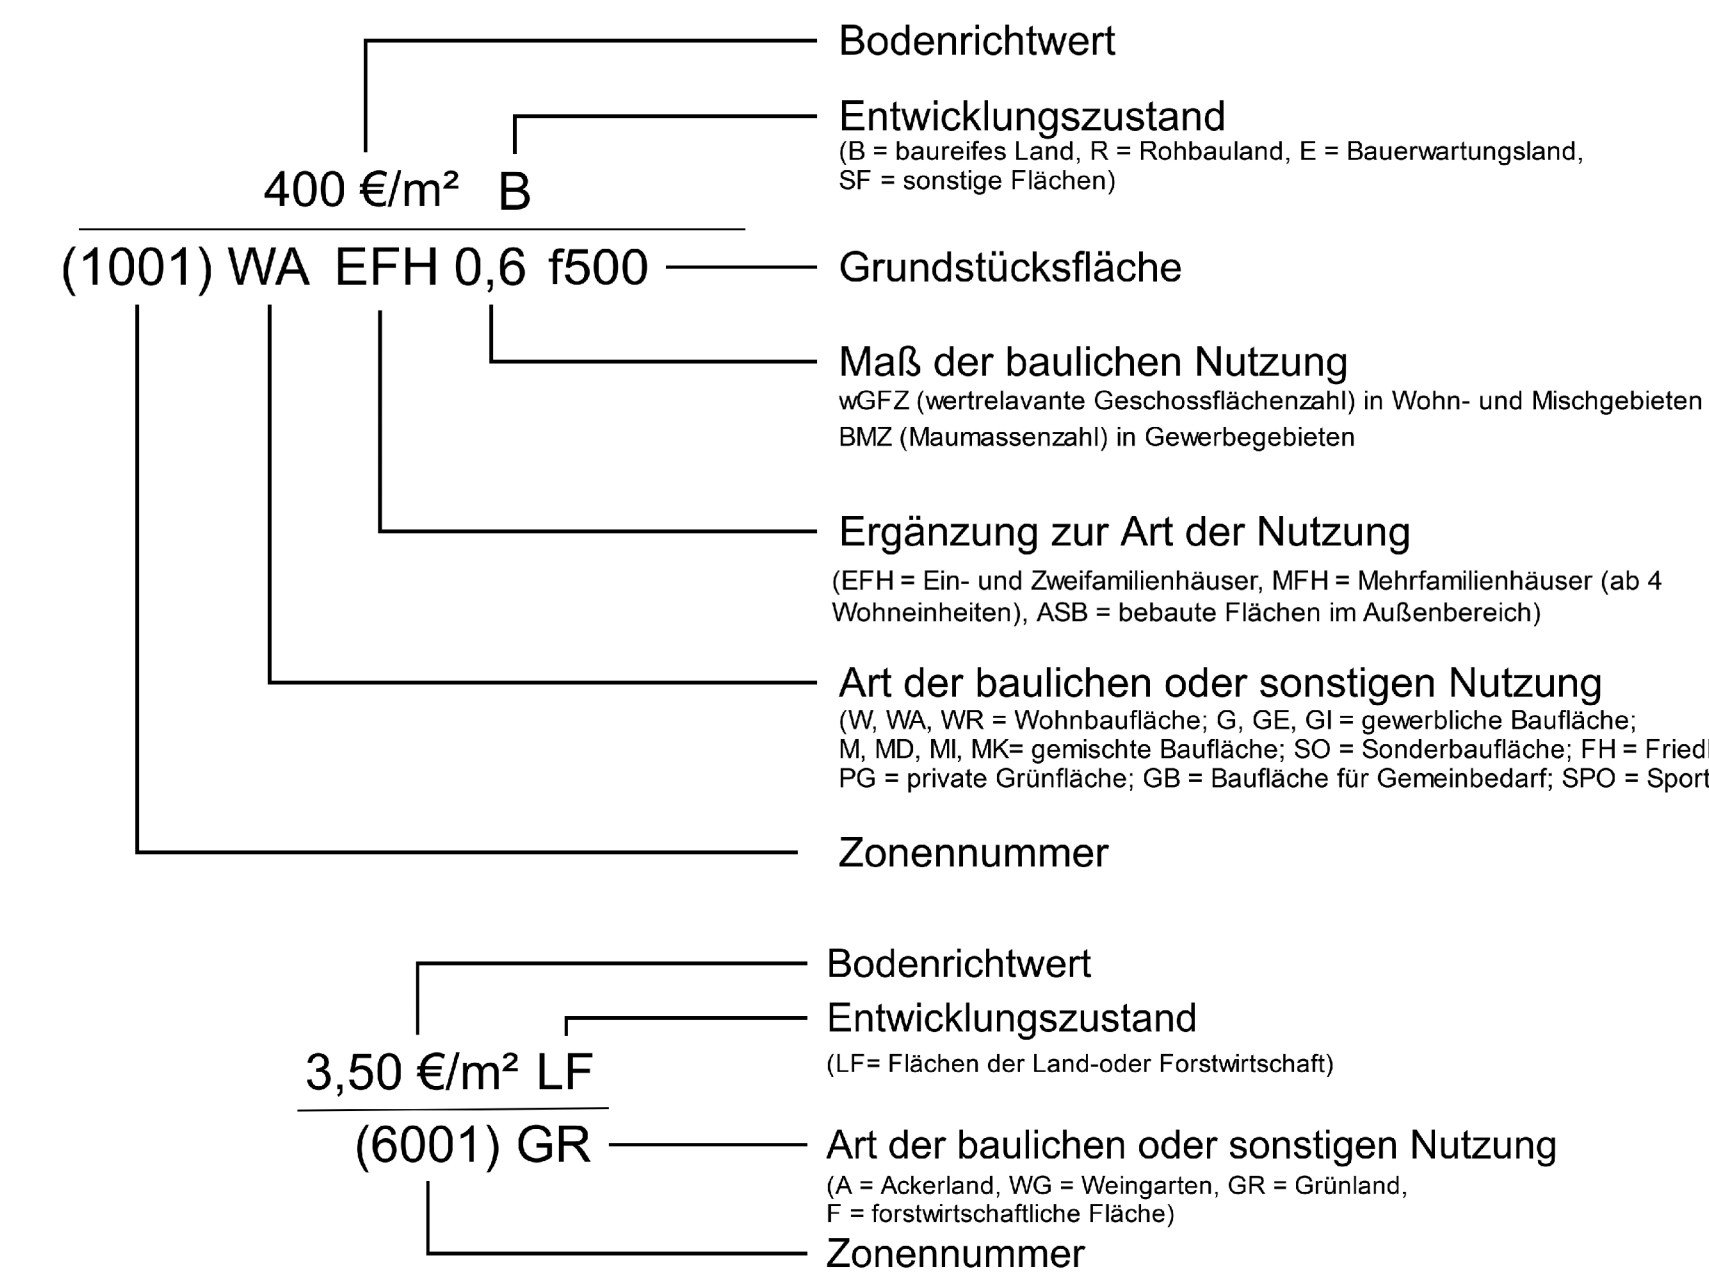 Bodenrichtwert
Entwicklungszustand
(B = baureifes Land, R = Rohbauland, E = Bauerwartungsland,
SF = sonstige Flächen)
400 €/m² B
(1001) WA EFH 0,6 f500
Grundstücksfläche
Maß der baulichen Nutzung
wGFZ (wertrelavante Geschossflächenzahl) in Wohn- und Mischgebieten
BMZ (Maumassenzahl) in Gewerbegebieten
Ergänzung zur Art der Nutzung
(EFH = Ein- und Zweifamilienhäuser, MFH = Mehrfamilienhäuser (ab 4
Wohneinheiten), ASB = bebaute Flächen im Außenbereich)
Art der baulichen oder sonstigen Nutzung
(W, WA, WR = Wohnbaufläche; G, GE, GI = gewerbliche Baufläche;
M, MD, MI, MK= gemischte Baufläche; SO = Sonderbaufläche; FH =
PG = private Grünfläche; GB = Baufläche für Gemeinbedarf; SPO = Sport
Zonennummer
Bodenrichtwert
Entwicklungszustand
(LF= Flächen der Land-oder Forstwirtschaft)
3,50 €/m² LF
(6001) GR
Art der baulichen oder sonstigen Nutzung
(A = Ackerland, WG = Weingarten, GR = Grünland,
F = forstwirtschaftliche Fläche)
Zonennummer